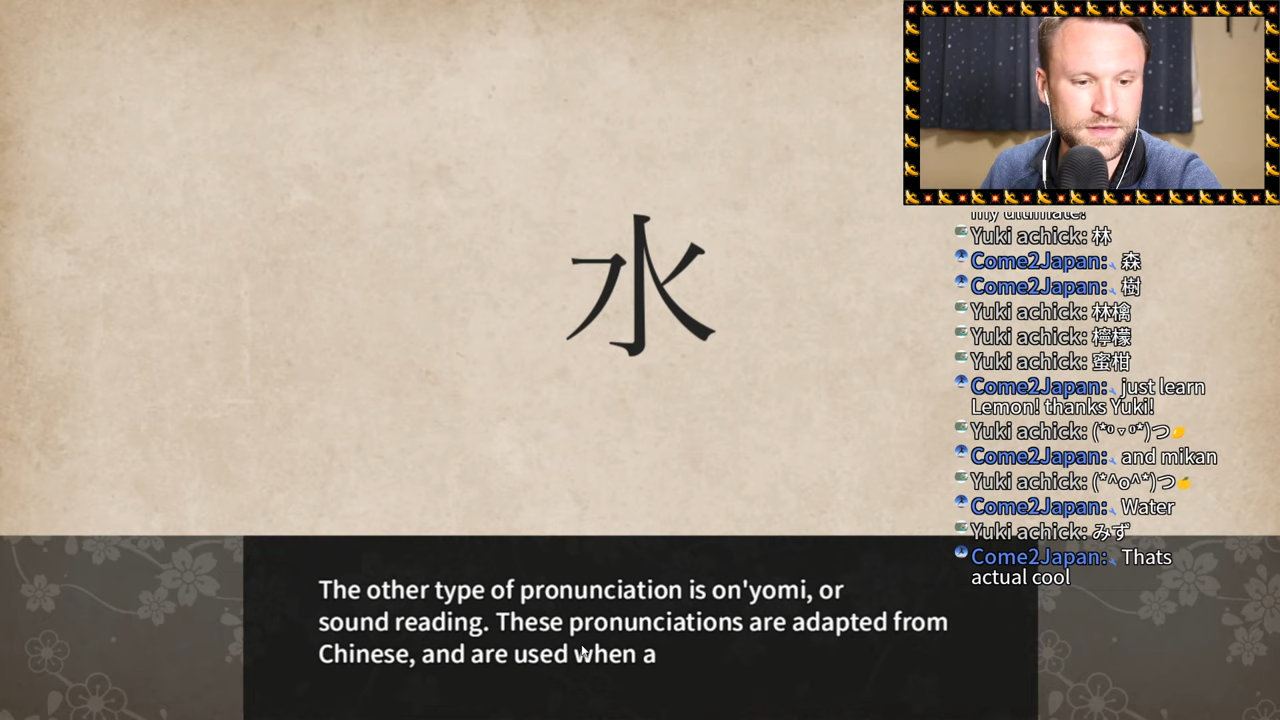 水
my ultimate!
Yuki achick: 林
Come2Japan: 森
Come2Japan: 樹
Yuki achick: 林檎
Yuki achick: 檸檬
Yuki achick: 蜜柑
Come2Japan: just learn
Lemon! thanks Yuki!
Yuki achick: (*º▿º*)つ🍋
Come2Japan: and mikan
Yuki achick: (*^o^*)つ🍊
Come2Japan: Water
Yuki achick: みず
Come2Japan: Thats
actual cool
The other type of pronunciation is on'yomi, or
sound reading. These pronunciations are adapted from
Chinese, and are used when a